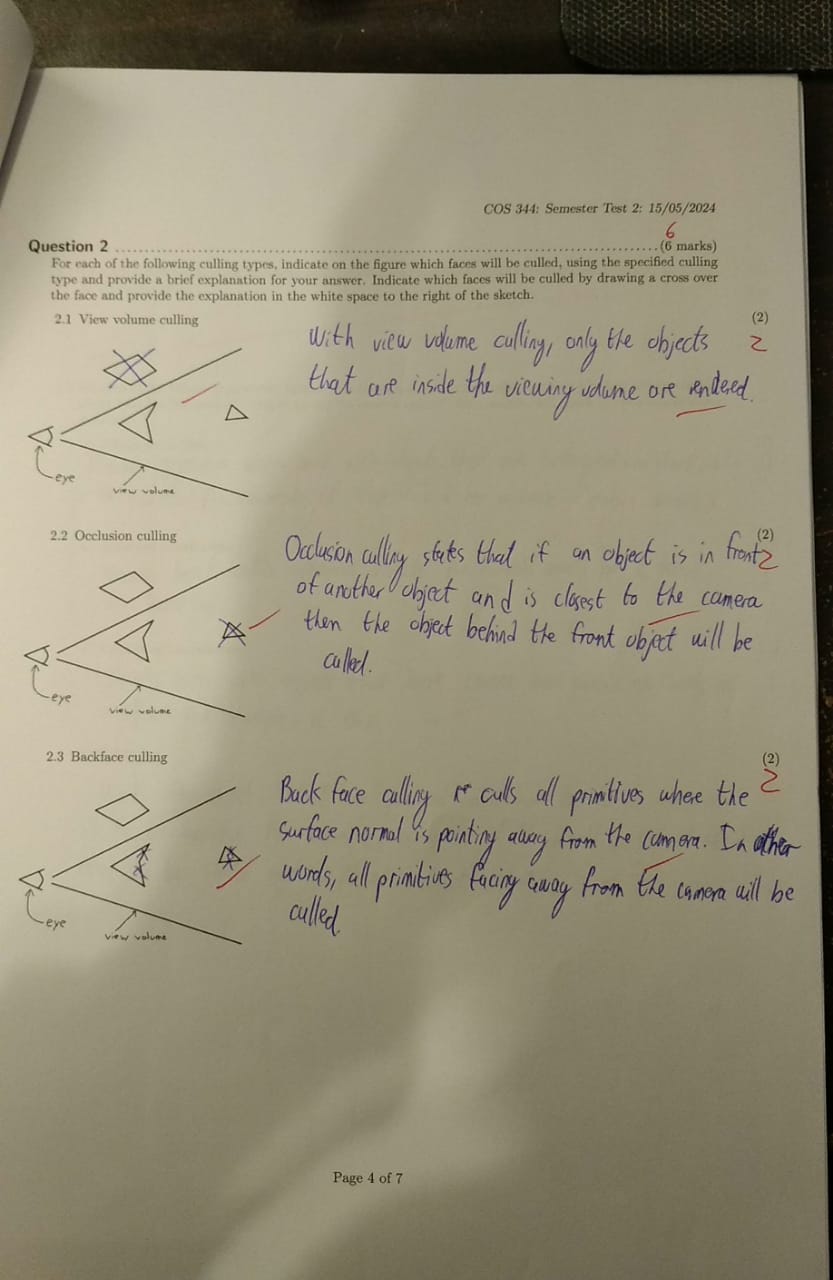 COS 344: Semester Test 2: 15/05/2024
6
Question 2 ........................................ (6 marks)
For each of the following culling types, indicate on the figure which faces will be culled, using the specified culling
type and provide a brief explanation for your answer. Indicate which faces will be culled by drawing a cross over
the face and provide the explanation in the white space to the right of the sketch.
2.1 View volume culling (2)
With view volume culling, only the objects 2
that are inside the viewing volume are rendered.
eye
view volume
2.2 Occlusion culling (2)
Occlusion culling states that if an object is in front 2
of another object and is closest to the camera
then the object behind the front object will be
culled.
eye
view volume
2.3 Backface culling (2)
Back face culling culls all primitives where the 2
surface normal is pointing away from the camera. In other
words, all primitives facing away from the camera will be
culled.
eye
view volume
Page 4 of 7